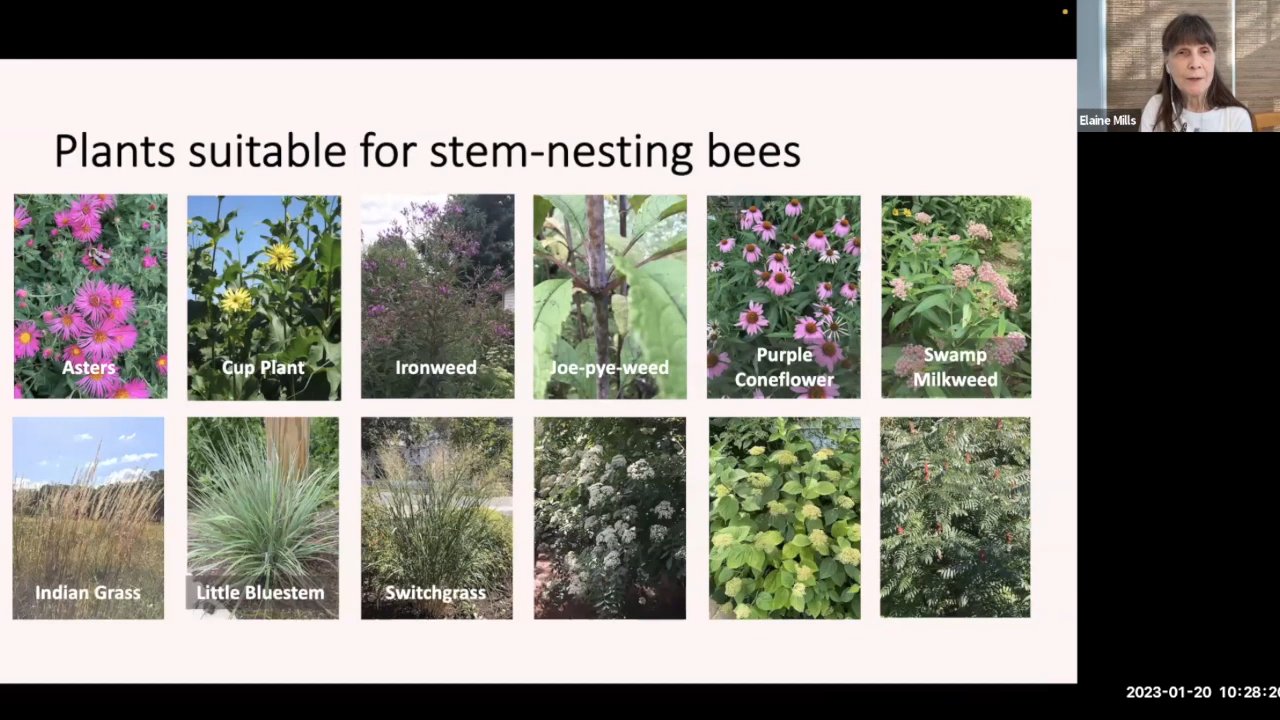 Elaine Mills
Plants suitable for stem-nesting bees
Asters
Cup Plant
Ironweed
Joe-pye-weed
Purple
Coneflower
Swamp
Milkweed
Indian Grass
Little Bluestem
Switchgrass
2023-01-20 10:28:20